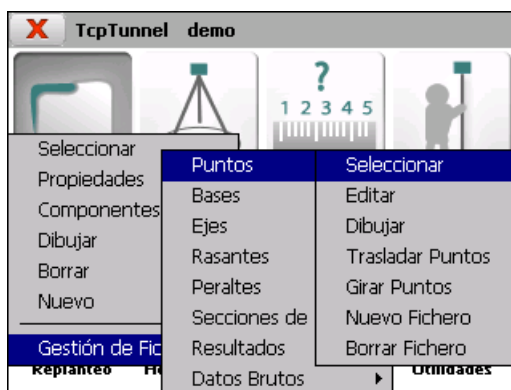 TcpTunnel demo
?
1 2 3 4 5
Seleccionar
Propiedades
Componentes
Dibujar
Borrar
Nuevo
Gestión de Fic
Puntos
Bases
Ejes
Rasantes
Peraltes
Secciones de
Resultados
Datos Brutos
Seleccionar
Editar
Dibujar
Trasladar Puntos
Girar Puntos
Nuevo Fichero
Borrar Fichero
Replanteo
Utilidades